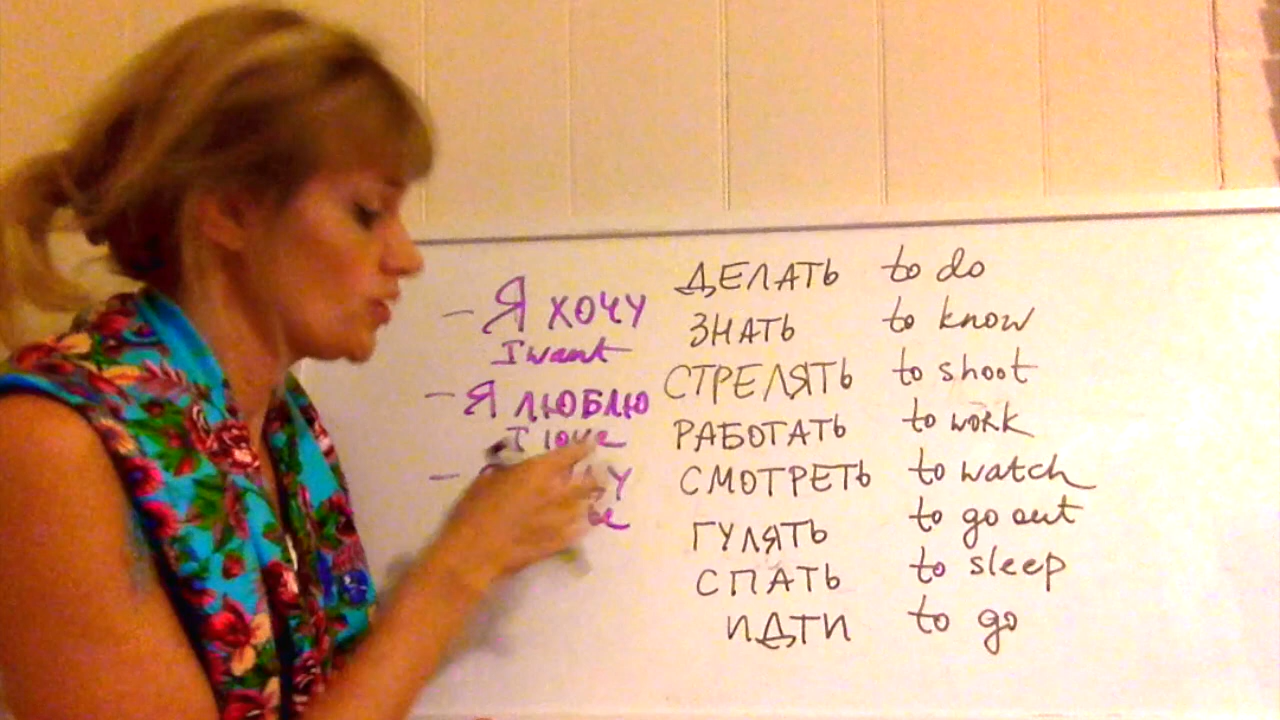 – Я ХОЧУ
I want
– Я ЛЮБЛЮ
I love
–
ДЕЛАТЬ to do
ЗНАТЬ to know
СТРЕЛЯТЬ to shoot
РАБОТАТЬ to work
СМОТРЕТЬ to watch
ГУЛЯТЬ to go out
СПАТЬ to sleep
ИДТИ to go